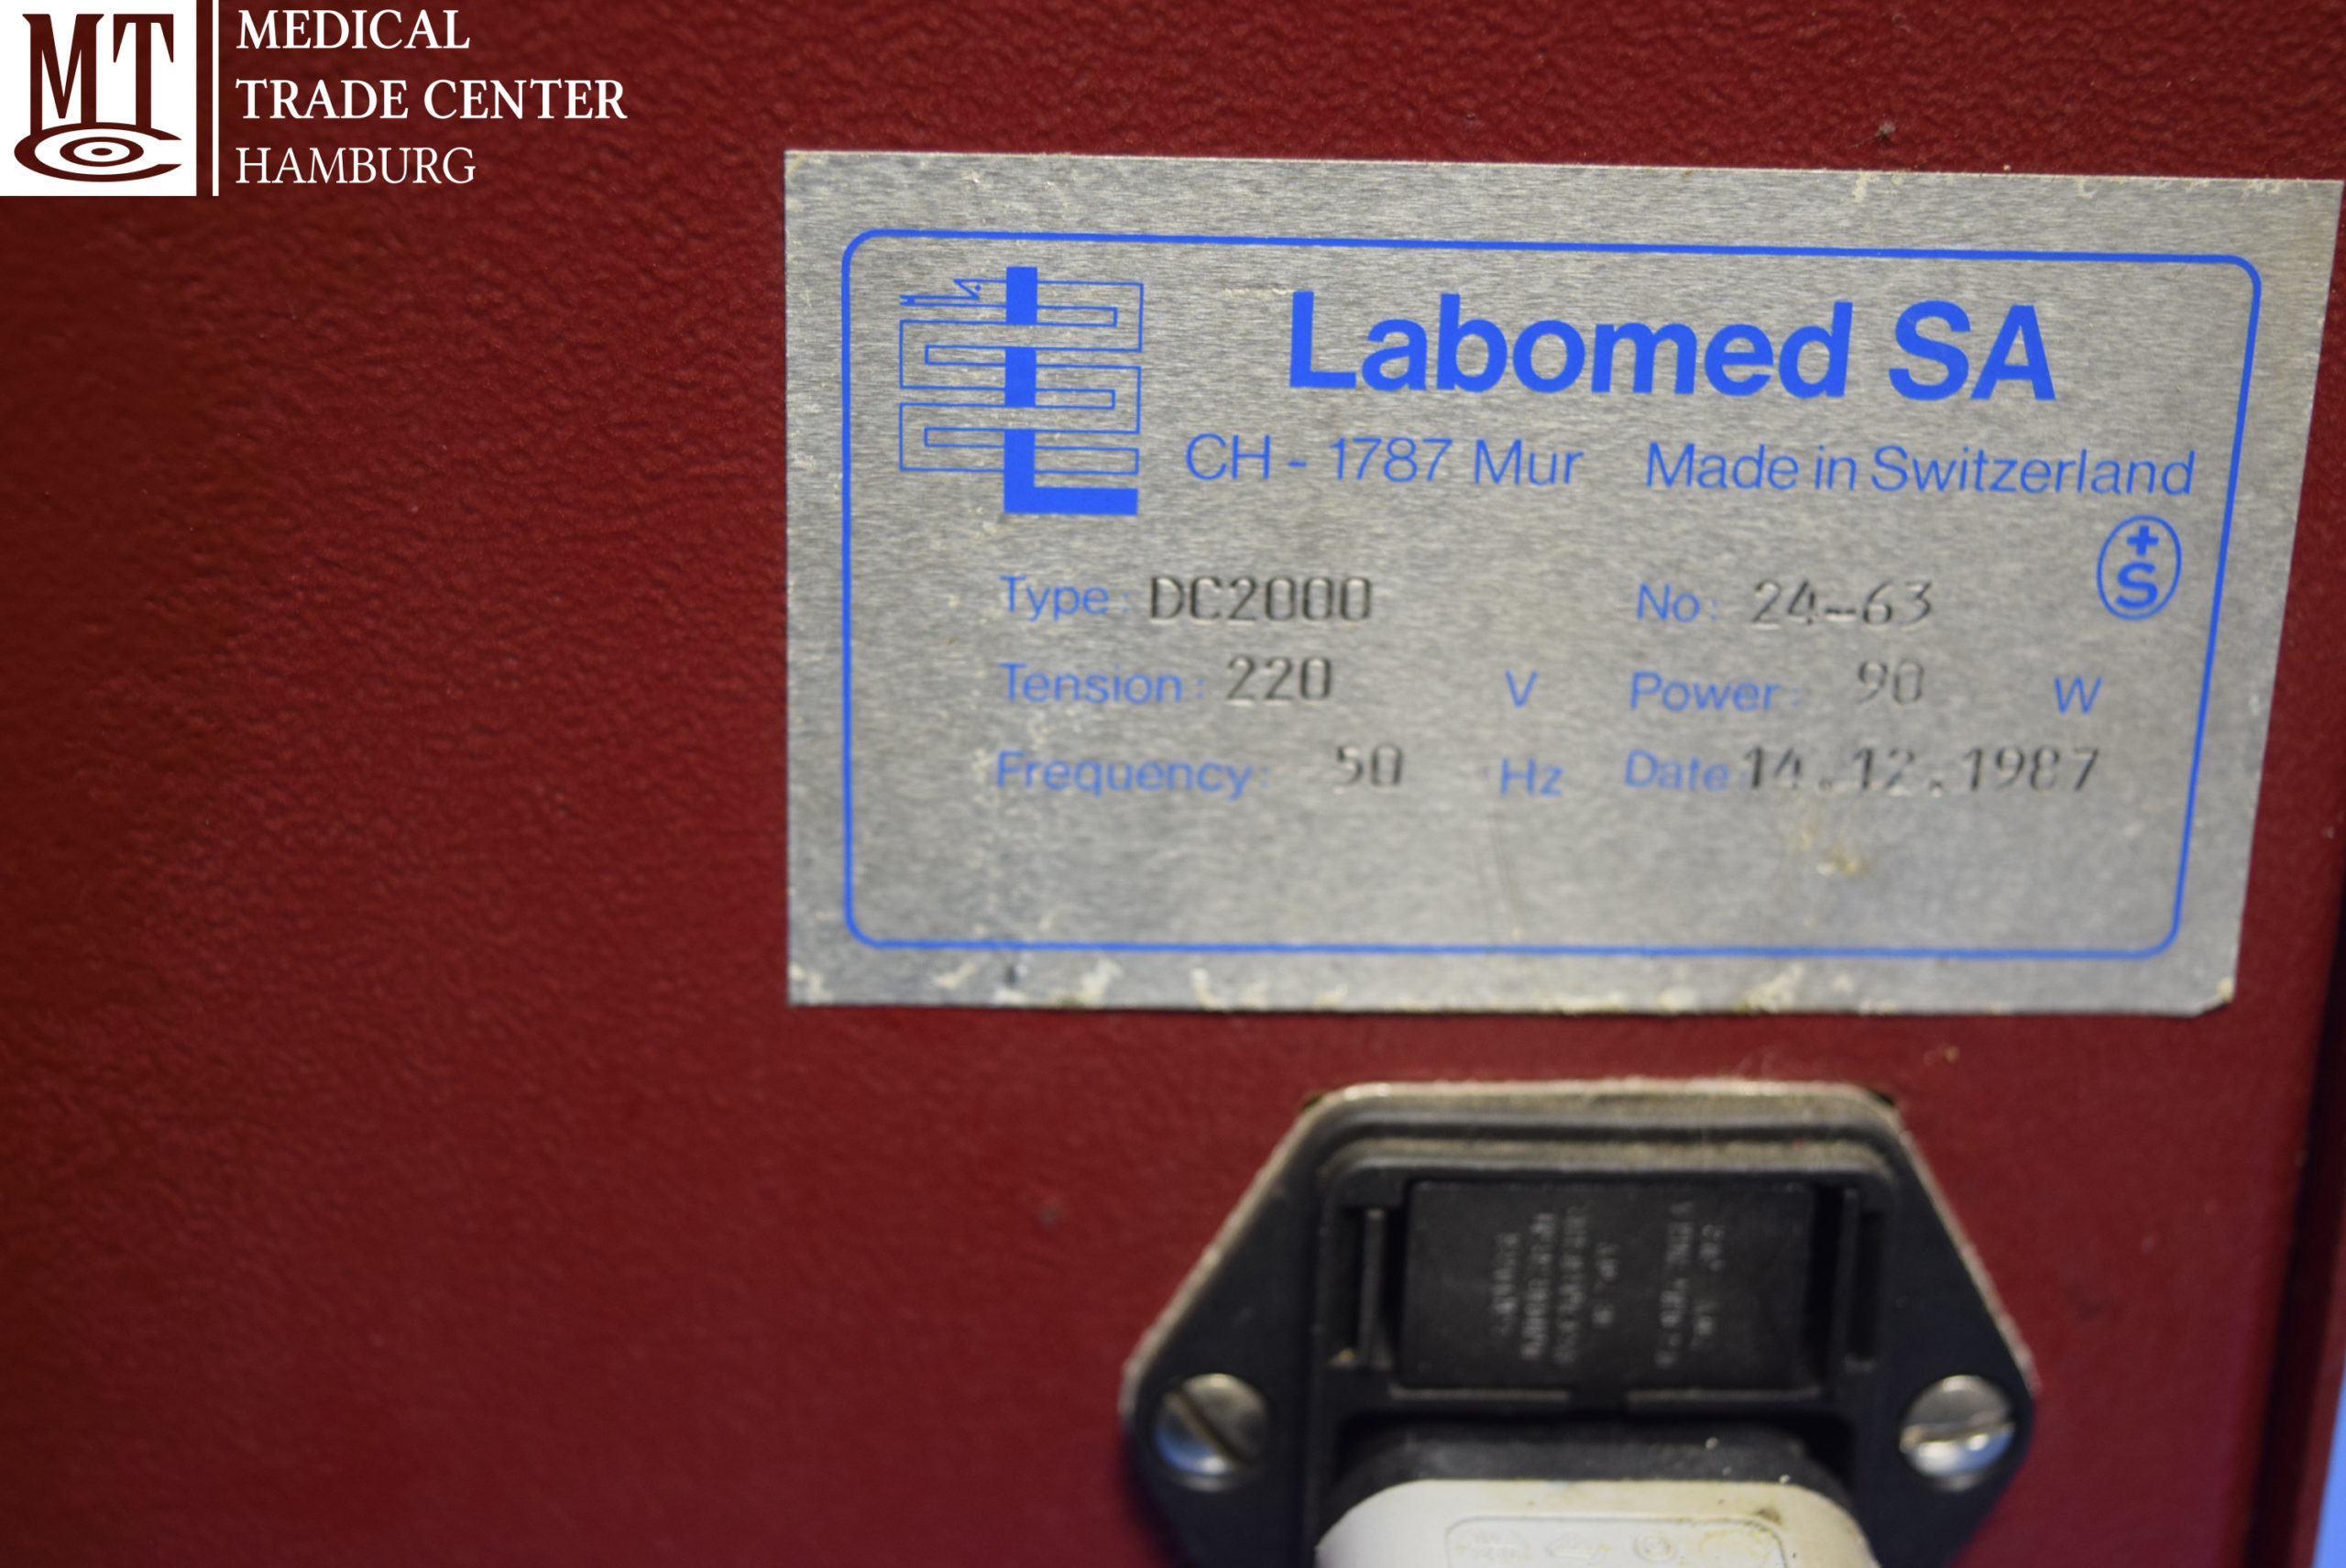 MTC
MEDICAL
TRADE CENTER
HAMBURG
Labomed SA
CH - 1787 Mur Made in Switzerland
+S
Type: DC2000 No: 24-63
Tension: 220 V Power: 90 W
Frequency: 50 Hz Date: 14.12.1987